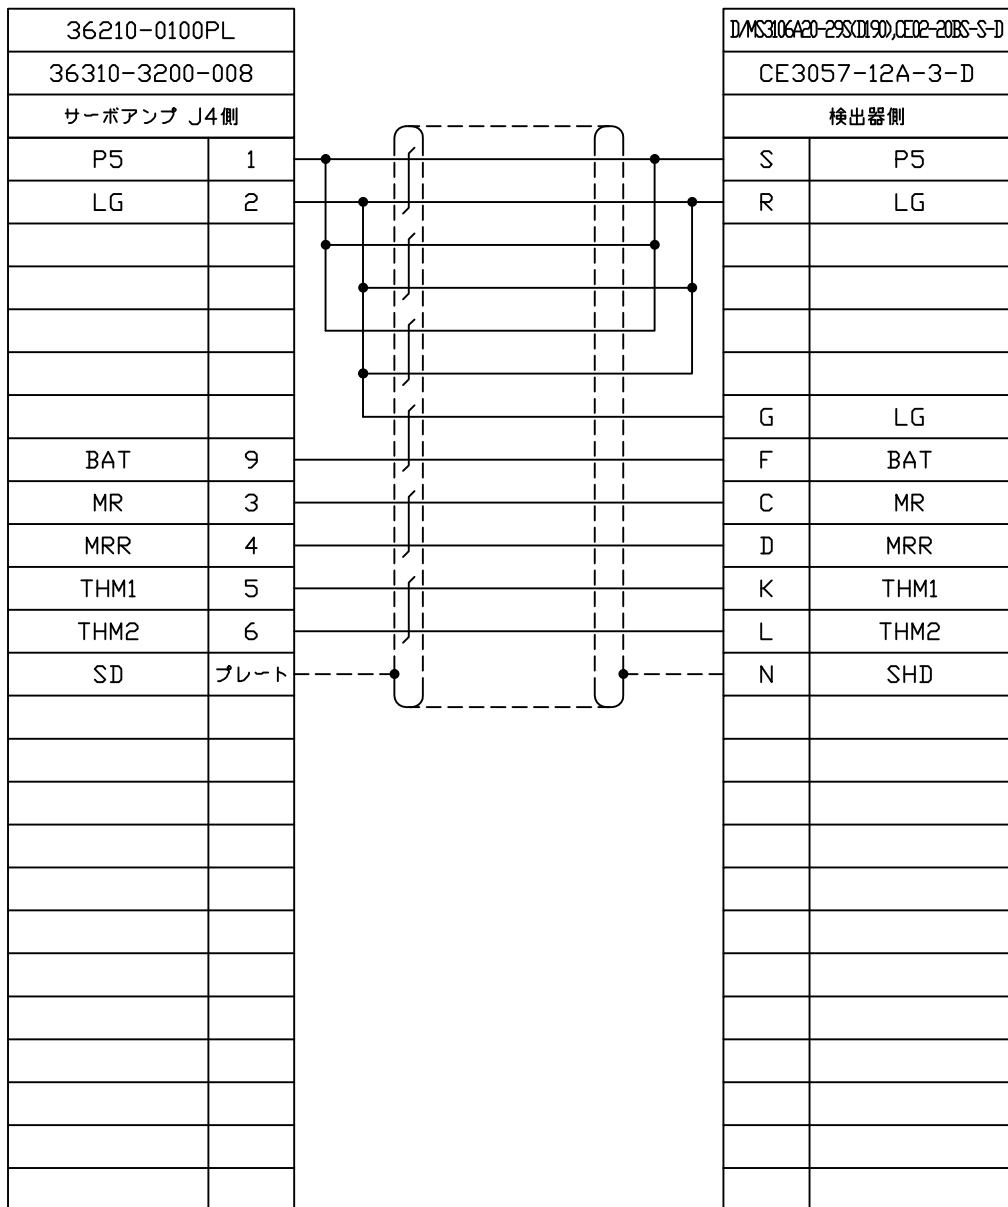 36210-0100PL
36310-3200-008
サーボアンプ J4側
P5 1
LG 2
BAT 9
MR 3
MRR 4
THM1 5
THM2 6
SD プレート
D/MS3106A20-29S(D190),CE02-20BS-S-D
CE3057-12A-3-D
検出器側
S P5
R LG
G LG
F BAT
C MR
D MRR
K THM1
L THM2
N SHD